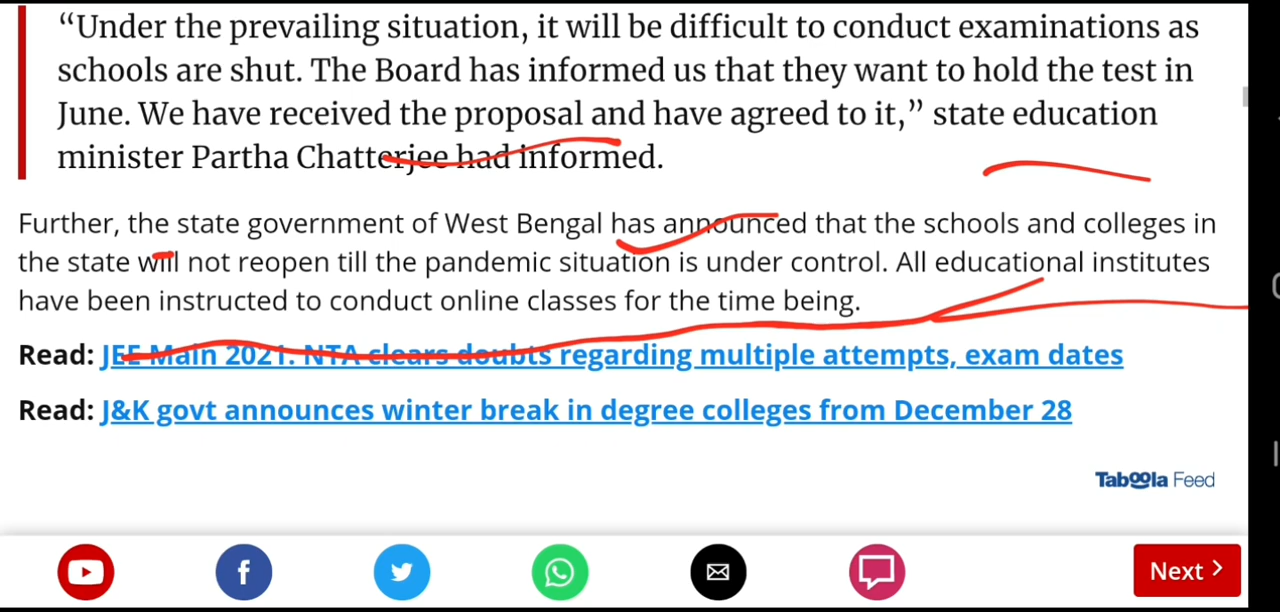 “Under the prevailing situation, it will be difficult to conduct examinations as
schools are shut. The Board has informed us that they want to hold the test in
June. We have received the proposal and have agreed to it,” state education
minister Partha Chatterjee had informed.
Further, the state government of West Bengal has announced that the schools and colleges in
the state will not reopen till the pandemic situation is under control. All educational institutes
have been instructed to conduct online classes for the time being.
Read: JEE Main 2021: NTA clears doubts regarding multiple attempts, exam dates
Read: J&K govt announces winter break in degree colleges from December 28
Taboola Feed
Next